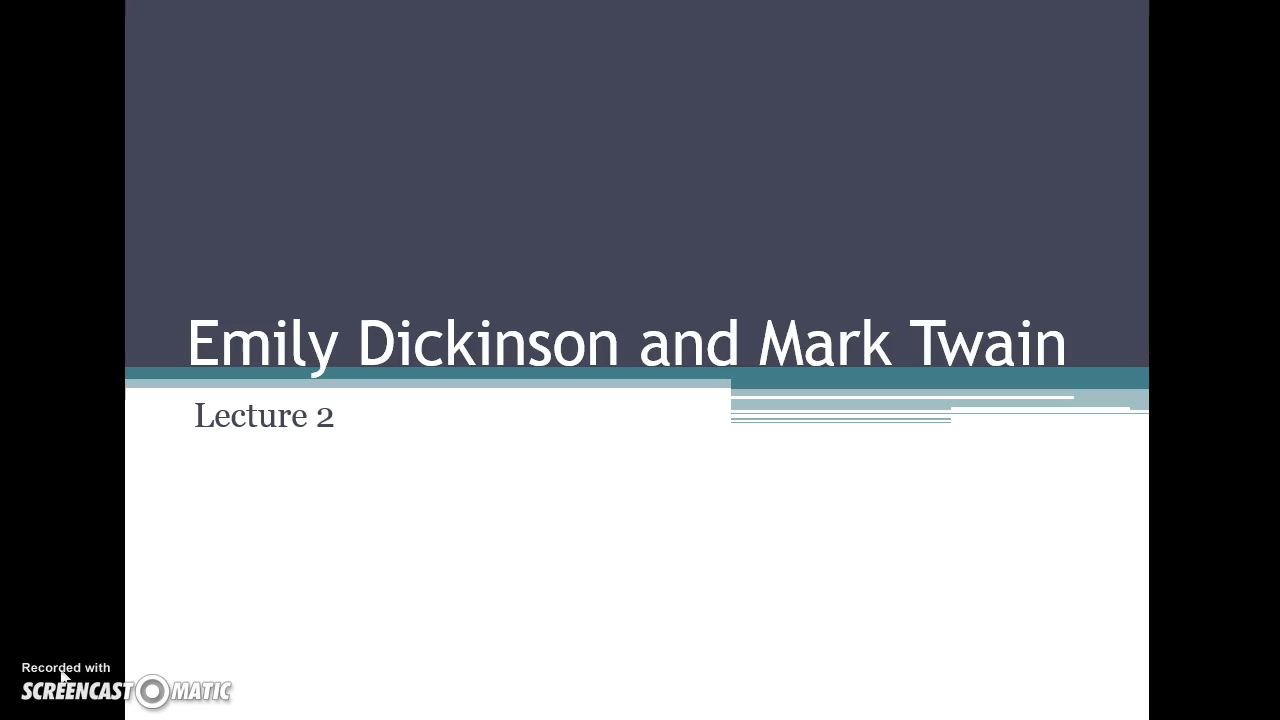 Emily Dickinson and Mark Twain
Lecture 2
Recorded with
SCREENCAST MATIC